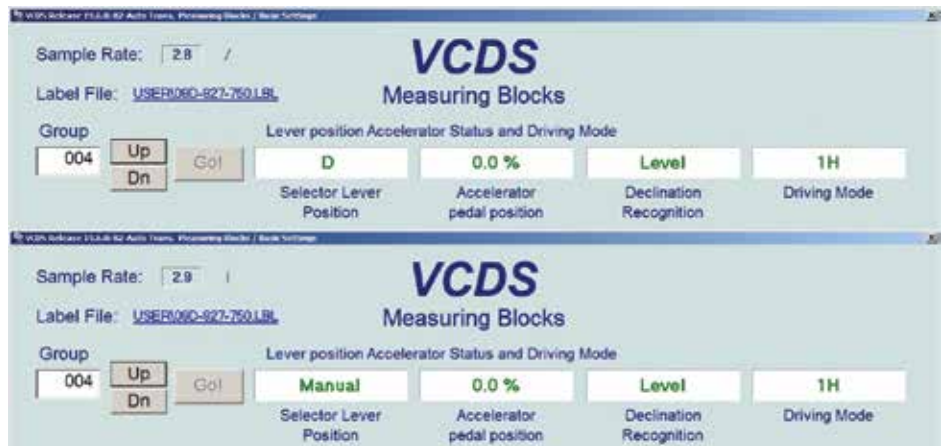 VCDS
Sample Rate: 2.8 /
Label File: USER\09D-927-750.LBL
Measuring Blocks
Group
Lever position Accelerator Status and Driving Mode
004 Up Dn Go! D 0.0 % Level 1H
Selector Lever Position
Accelerator pedal position
Declination Recognition
Driving Mode
VCDS
Sample Rate: 2.9
Label File: USER\09D-927-750.LBL
Measuring Blocks
Group
Lever position Accelerator Status and Driving Mode
004 Up Dn Go! Manual 0.0 % Level 1H
Selector Lever Position
Accelerator pedal position
Declination Recognition
Driving Mode